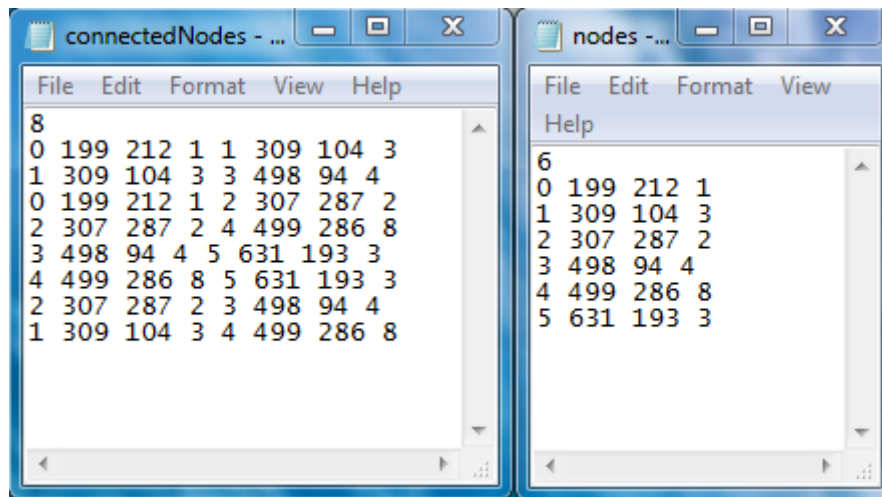 connectedNodes - ...
File Edit Format View Help
8
0 199 212 1 1 309 104 3
1 309 104 3 3 498 94 4
0 199 212 1 2 307 287 2
2 307 287 2 4 499 286 8
3 498 94 4 5 631 193 3
4 499 286 8 5 631 193 3
2 307 287 2 3 498 94 4
1 309 104 3 4 499 286 8
nodes -...
File Edit Format View
Help
6
0 199 212 1
1 309 104 3
2 307 287 2
3 498 94 4
4 499 286 8
5 631 193 3